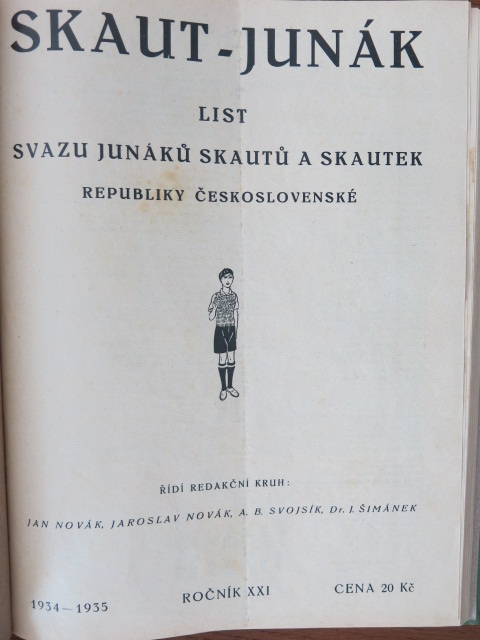 SKAUT-JUNÁK
LIST
SVAZU JUNÁKŮ SKAUTŮ A SKAUTEK
REPUBLIKY ČESKOSLOVENSKÉ
ŘÍDÍ REDAKČNÍ KRUH:
JAN NOVÁK, JAROSLAV NOVÁK, A. B. SVOJSÍK, Dr. J. ŠIMÁNEK
1934—1935 ROČNÍK XXI CENA 20 Kč